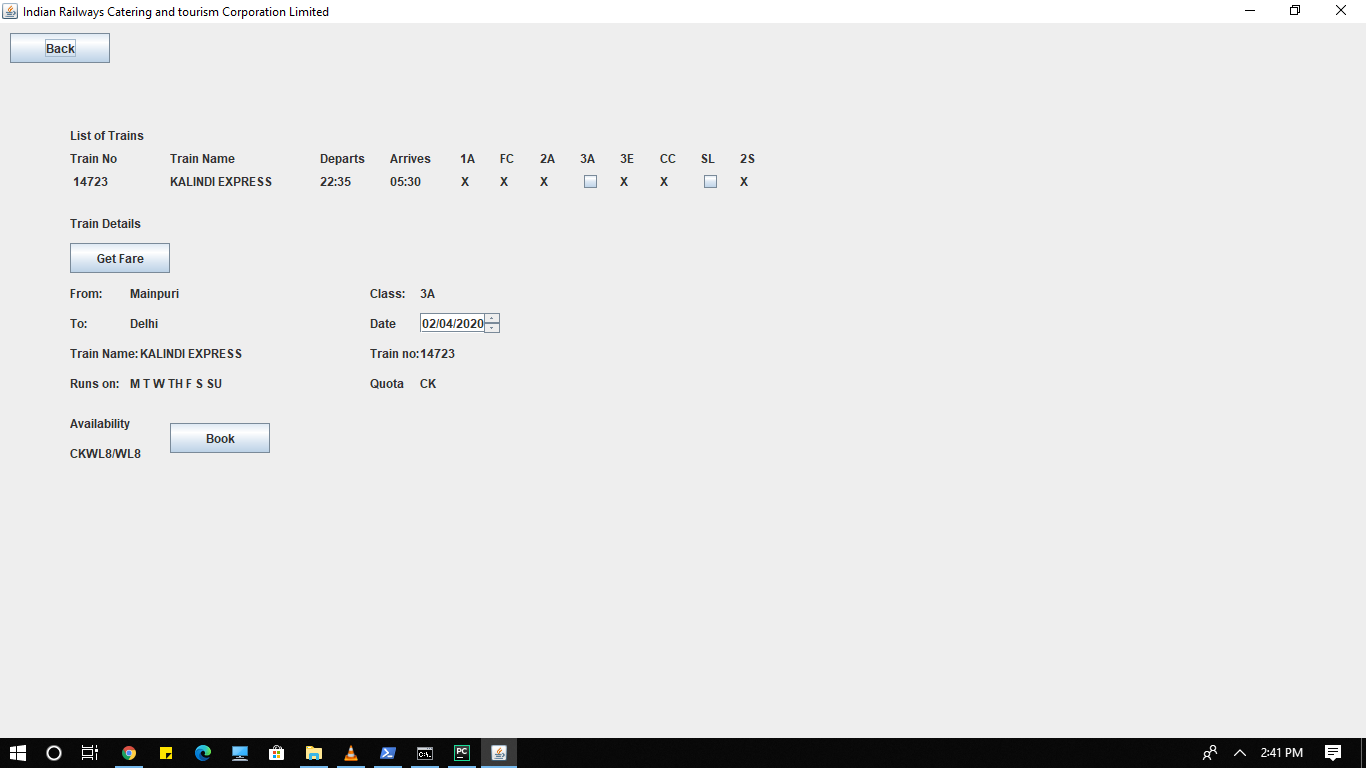 Indian Railways Catering and tourism Corporation Limited
Back
List of Trains
Train No Train Name Departs Arrives 1A FC 2A 3A 3E CC SL 2S
14723 KALINDI EXPRESS 22:35 05:30 X X X X X X
Train Details
Get Fare
From: Mainpuri Class: 3A
To: Delhi Date 02/04/2020
Train Name: KALINDI EXPRESS Train no: 14723
Runs on: M T W TH F S SU Quota CK
Availability
Book
CKWL8/WL8
PC
2:41 PM